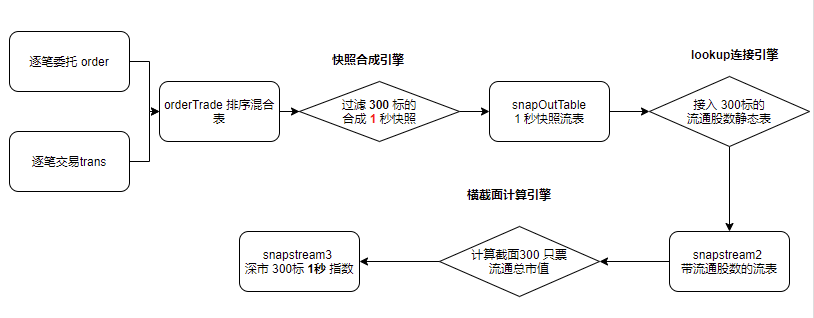 逐笔委托 order
快照合成引擎
lookup连接引擎
orderTrade 排序混合
表
过滤 300 标的
合成 1 秒快照
snapOutTable
1 秒快照流表
接入 300标的
流通股数静态表
逐笔交易trans
横截面计算引擎
snapstream3
深市 300标 1秒 指数
计算截面300 只票
流通总市值
snapstream2
带流通股数的流表